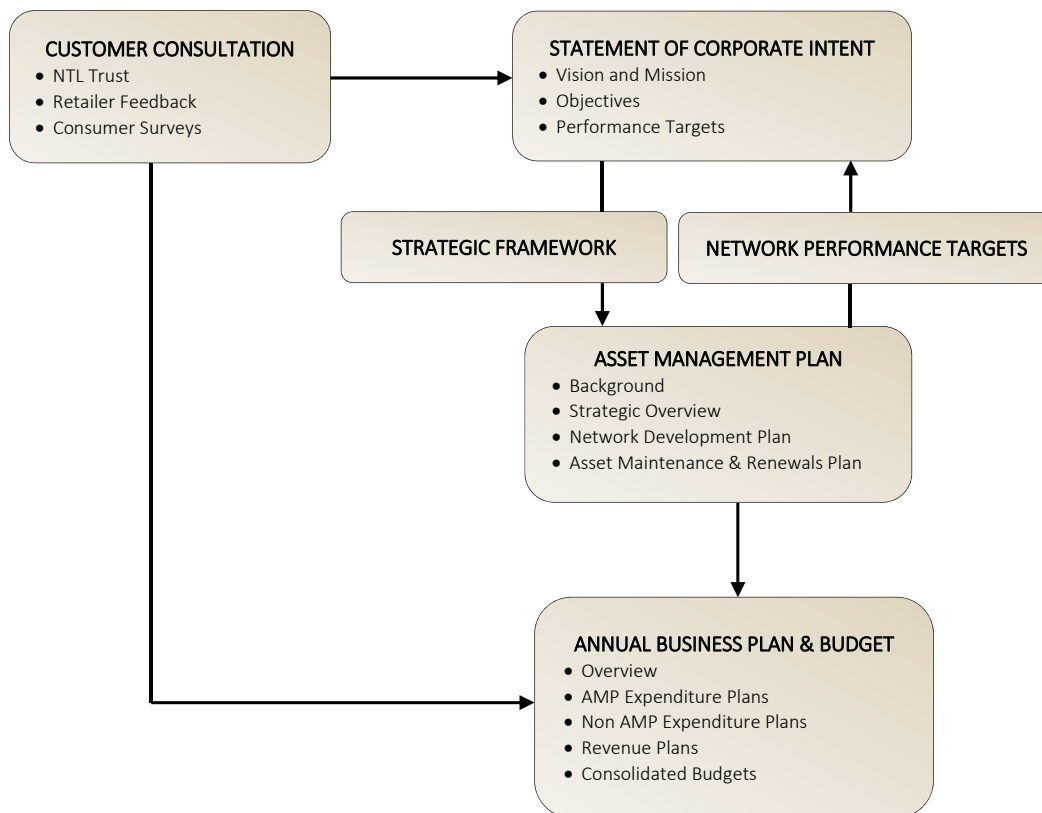 CUSTOMER CONSULTATION
• NTL Trust
• Retailer Feedback
• Consumer Surveys
STATEMENT OF CORPORATE INTENT
• Vision and Mission
• Objectives
• Performance Targets
STRATEGIC FRAMEWORK
NETWORK PERFORMANCE TARGETS
ASSET MANAGEMENT PLAN
• Background
• Strategic Overview
• Network Development Plan
• Asset Maintenance & Renewals Plan
ANNUAL BUSINESS PLAN & BUDGET
• Overview
• AMP Expenditure Plans
• Non AMP Expenditure Plans
• Revenue Plans
• Consolidated Budgets